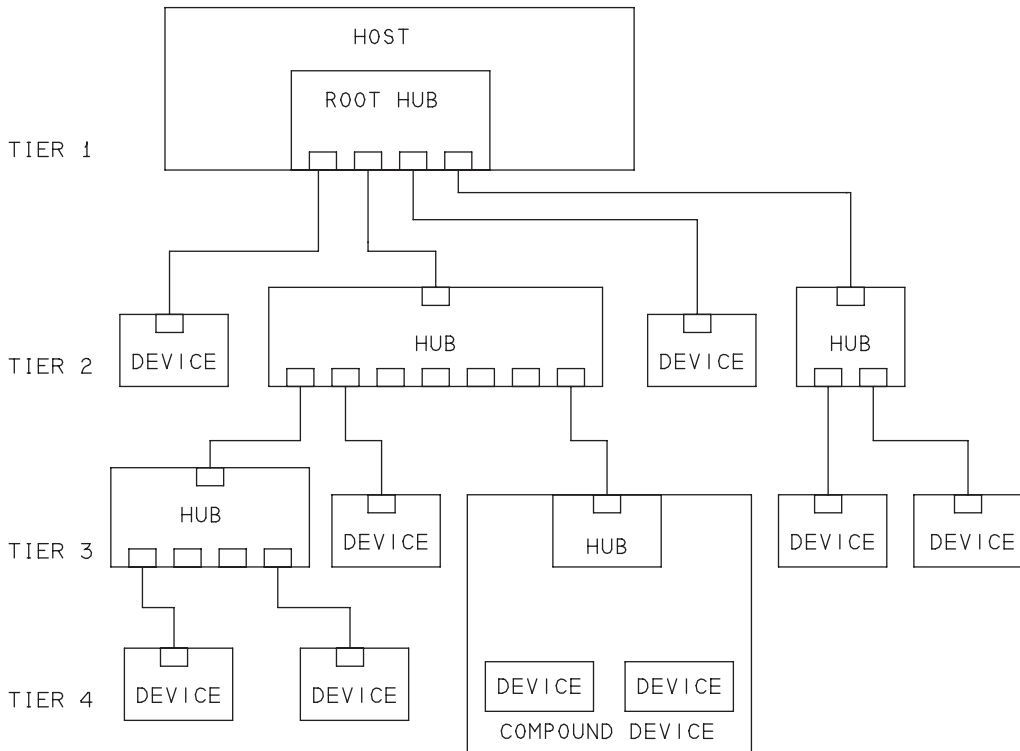 HOST
ROOT HUB
TIER 1
TIER 2
DEVICE
HUB
DEVICE
HUB
TIER 3
HUB
DEVICE
HUB
DEVICE
DEVICE
TIER 4
DEVICE
DEVICE
DEVICE
DEVICE
COMPOUND DEVICE